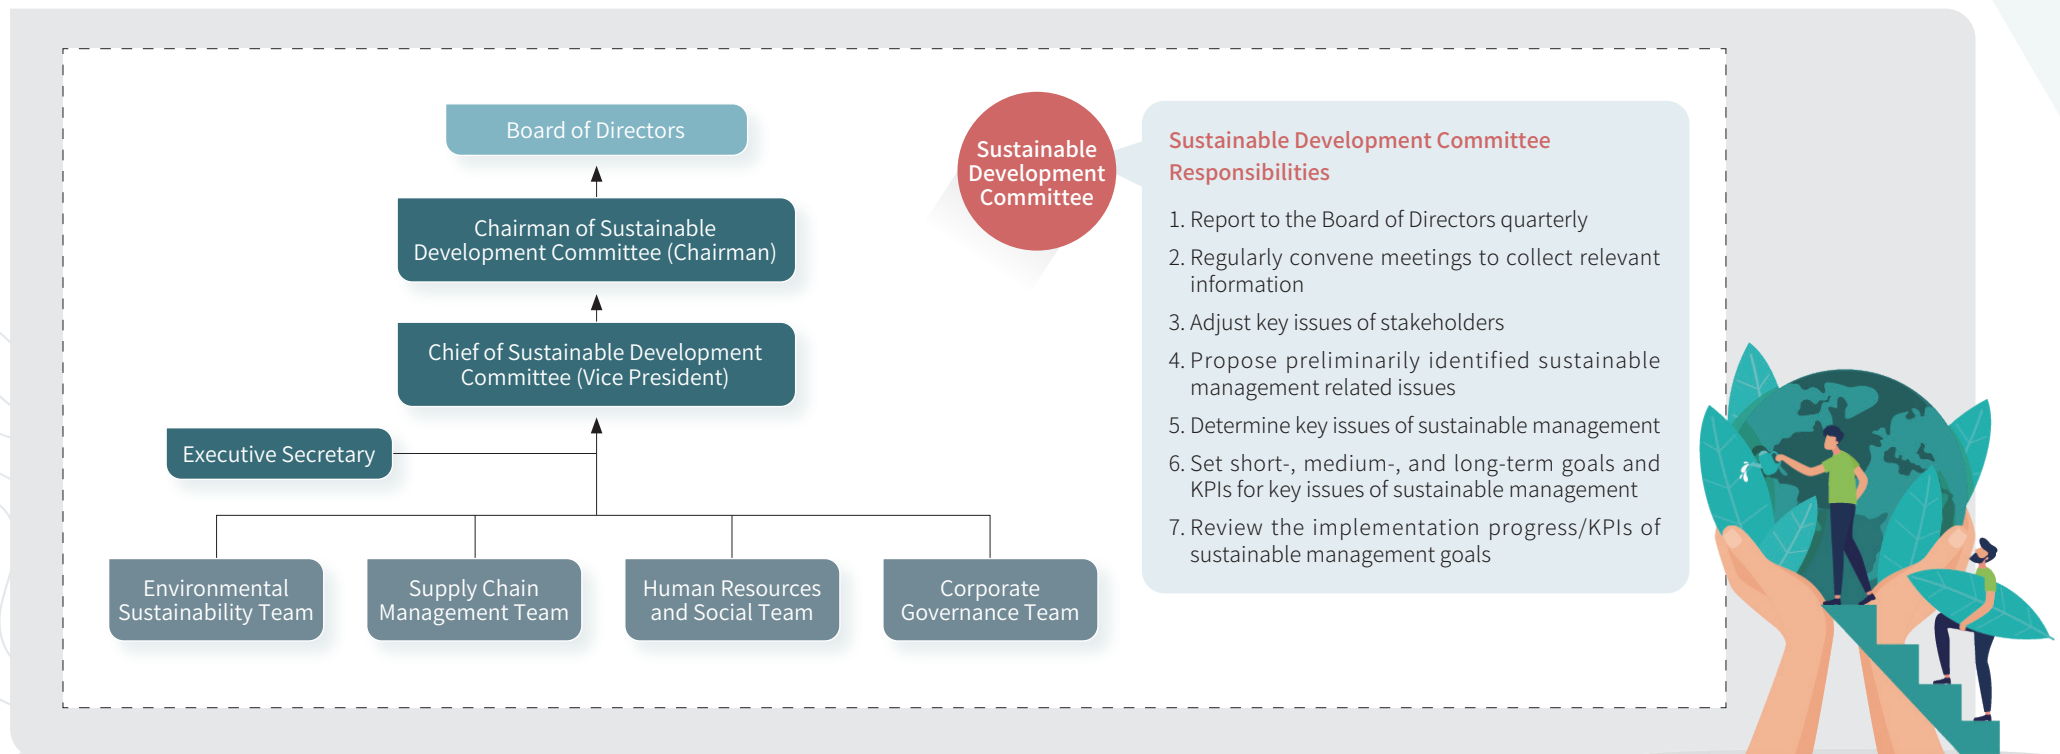 Board of Directors
Chairman of Sustainable
Development Committee (Chairman)
Chief of Sustainable Development
Committee (Vice President)
Executive Secretary
Environmental
Sustainability Team
Supply Chain
Management Team
Human Resources
and Social Team
Corporate
Governance Team
Sustainable
Development
Committee
Sustainable Development Committee
Responsibilities
1. Report to the Board of Directors quarterly
2. Regularly convene meetings to collect relevant
information
3. Adjust key issues of stakeholders
4. Propose preliminarily identified sustainable
management related issues
5. Determine key issues of sustainable management
6. Set short-, medium-, and long-term goals and
KPIs for key issues of sustainable management
7. Review the implementation progress/KPIs of
sustainable management goals